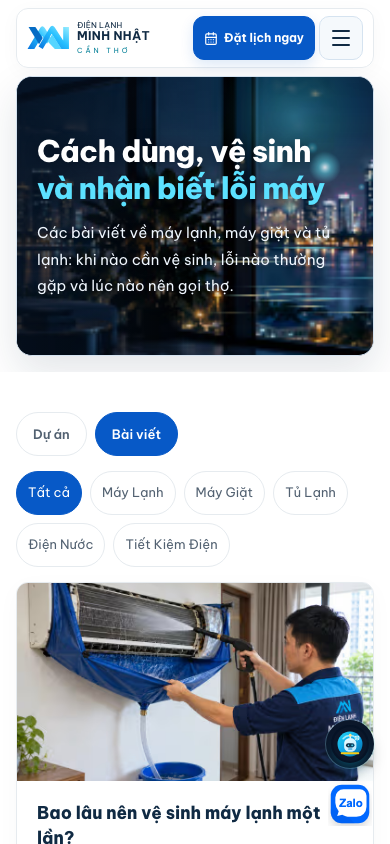 ĐIỆN LẠNH
MINH NHẬT
CẦN THƠ
Đặt lịch ngay
Cách dùng, vệ sinh
và nhận biết lỗi máy
Các bài viết về máy lạnh, máy giặt và tủ
lạnh: khi nào cần vệ sinh, lỗi nào thường
gặp và lúc nào nên gọi thợ.
Dự án
Bài viết
Tất cả
Máy Lạnh
Máy Giặt
Tủ Lạnh
Điện Nước
Tiết Kiệm Điện
ĐIỆN LẠNH
Zalo
Bao lâu nên vệ sinh máy lạnh một
lần?